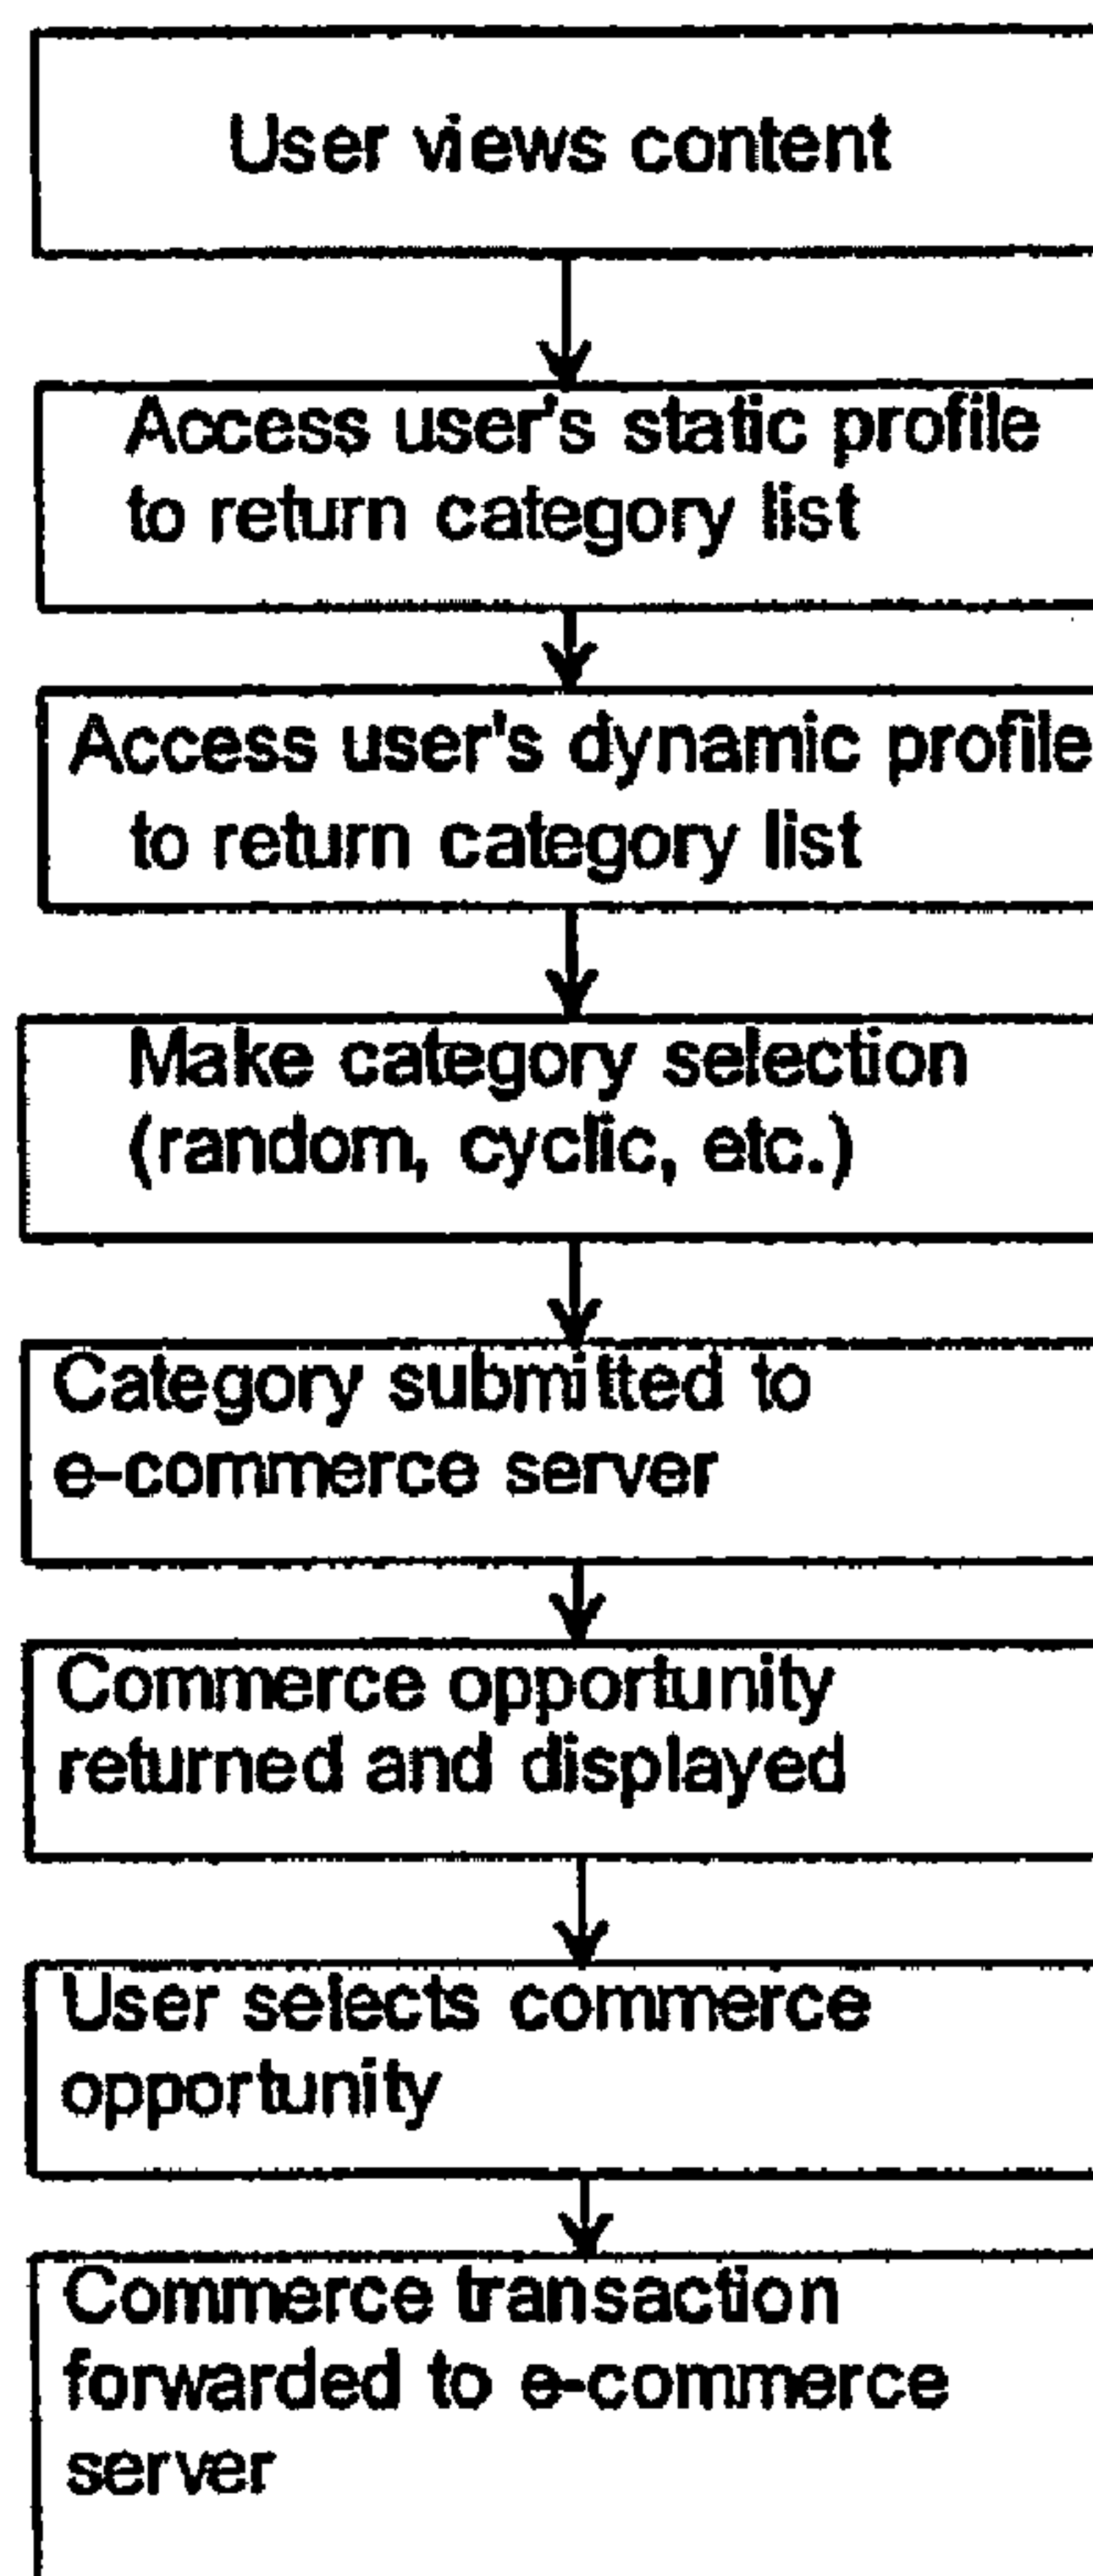 User views content
Access user's static profile
to return category list
Access user's dynamic profile
to return category list
Make category selection
(random, cyclic, etc.)
Category submitted to
e-commerce server
Commerce opportunity
returned and displayed
User selects commerce
opportunity
Commerce transaction
forwarded to e-commerce
server